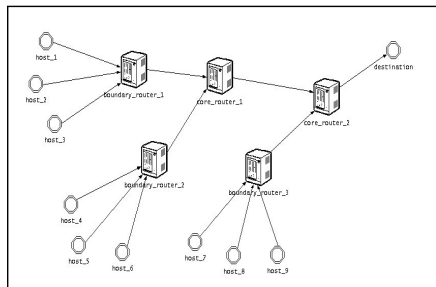 host_1
destination
host_2
boundary_router_1
core_router_1
core_router_2
host_3
boundary_router_2
boundary_router_3
host_4
host_5
host_6
host_7
host_8
host_9